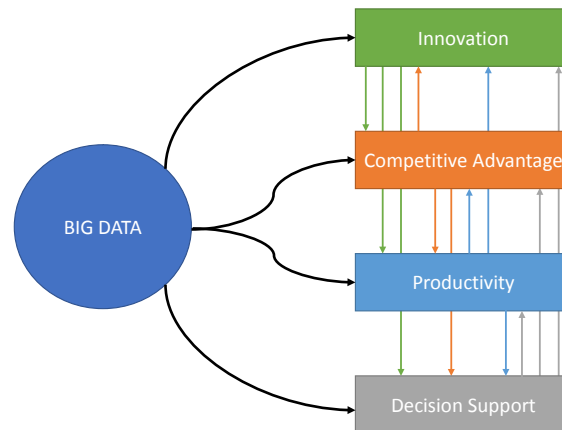 Innovation
Competitive Advantage
BIG DATA
Productivity
Decision Support